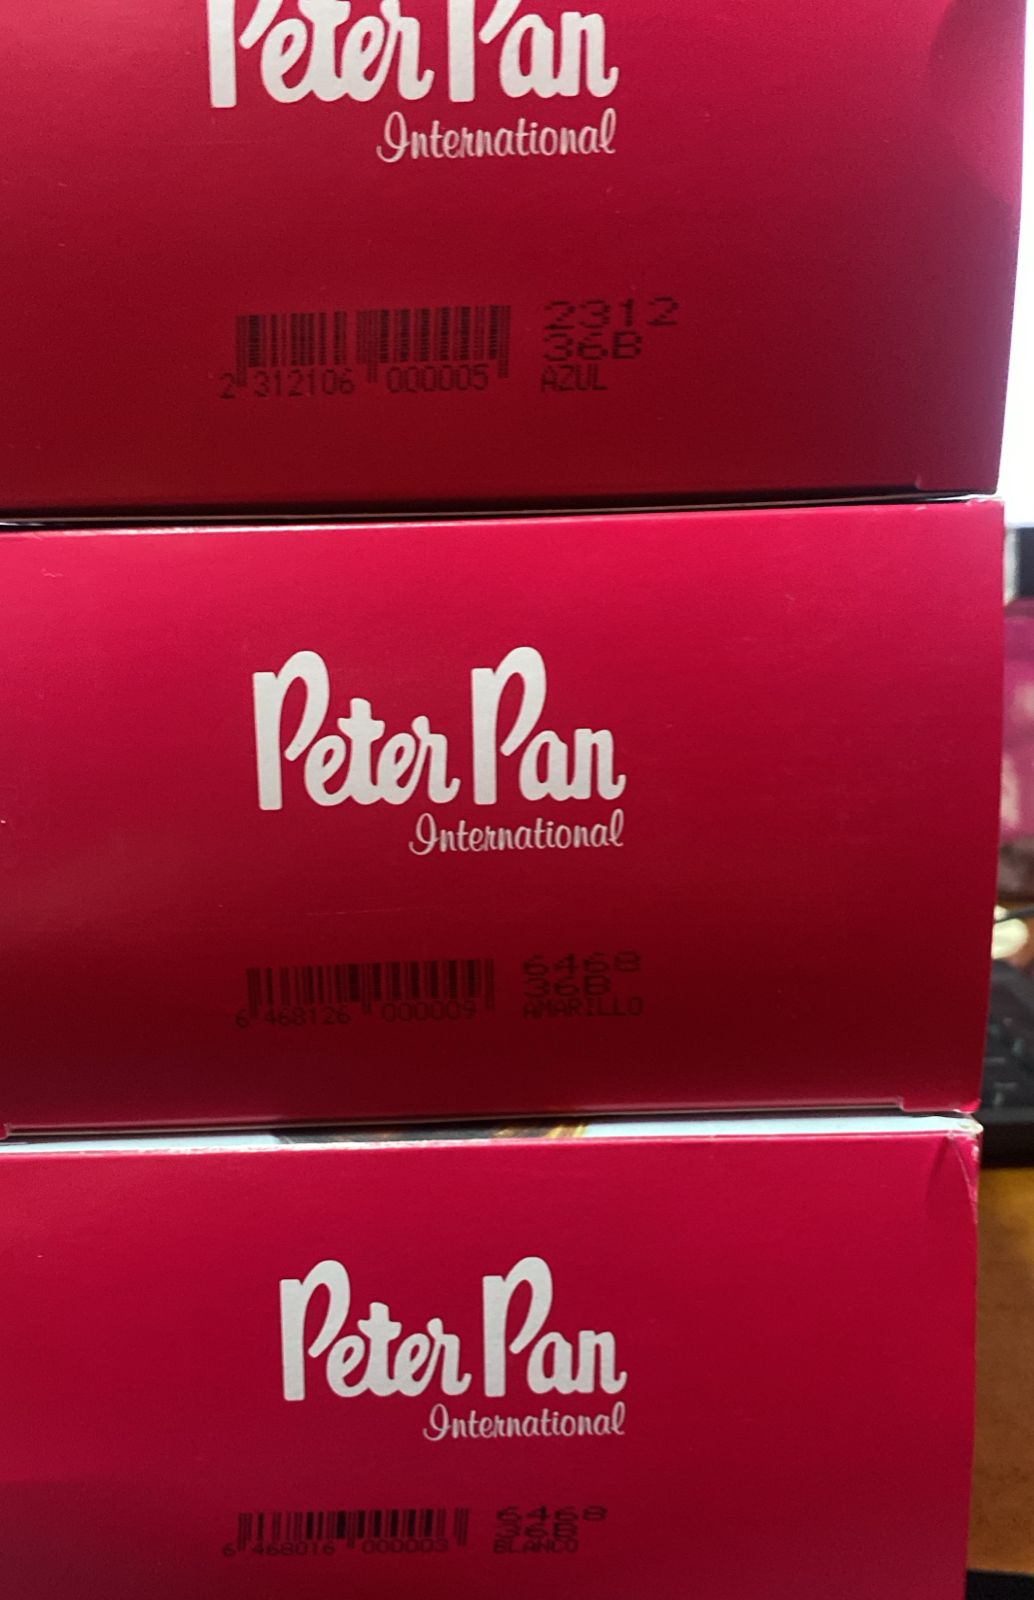 Peter Pan
International
2312
36B
2 312106 000005 AZUL
Peter Pan
International
6468
36B
6 468126 000009 AMARILLO
Peter Pan
International
6468
36B
6 468016 000003 BLANCO